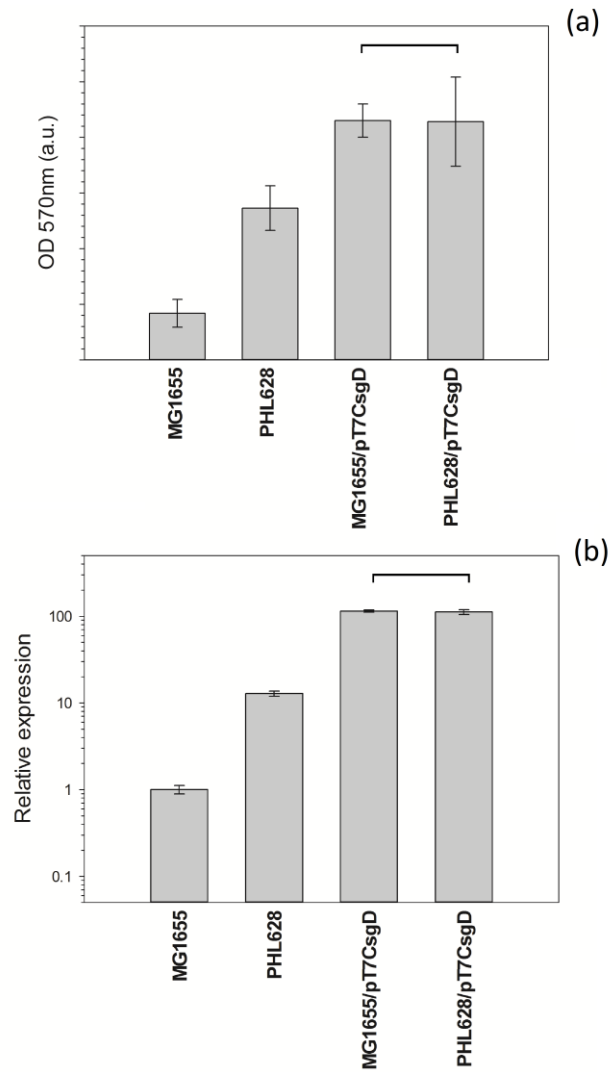 (a)
OD 570nm (a.u.)
MG1655
PHL628
MG1655/pT7CsgD
PHL628/pT7CsgD
(b)
Relative expression
100
10
1
0.1
MG1655
PHL628
MG1655/pT7CsgD
PHL628/pT7CsgD